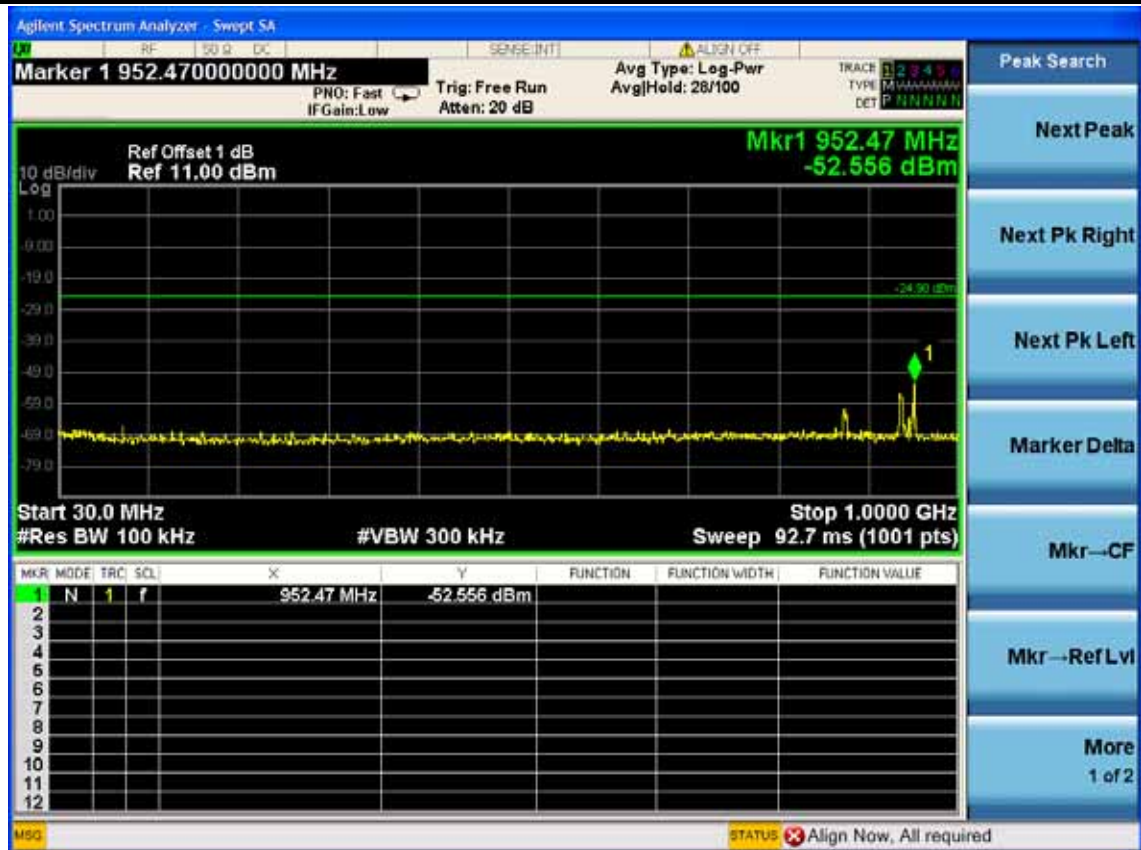 Agilent Spectrum Analyzer - Swept SA
RF 50 Ω DC SENSE:INT ALIGN OFF
Marker 1 952.470000000 MHz
PNO: Fast
IFGain:Low
Trig: Free Run
Atten: 20 dB
Avg Type: Log-Pwr
Avg|Hold: 28/100
TRACE 1 2 3 4 5 6
TYPE M
DET P N N N N N
Peak Search
Next Peak
Next Pk Right
Next Pk Left
Marker Delta
Mkr→CF
Mkr→Ref Lvl
More
1 of 2
Mkr1 952.47 MHz
-52.556 dBm
Ref Offset 1 dB
10 dB/div Ref 11.00 dBm
Log
1.00
-9.00
-19.0
-24.90 dBm
-29.0
-39.0
1
-49.0
-59.0
-69.0
-79.0
Start 30.0 MHz Stop 1.0000 GHz
#Res BW 100 kHz #VBW 300 kHz Sweep 92.7 ms (1001 pts)
MKR MODE TRC SCL X Y FUNCTION FUNCTION WIDTH FUNCTION VALUE
1 N 1 f 952.47 MHz -52.556 dBm
2
3
4
5
6
7
8
9
10
11
12
MSG STATUS Align Now, All required